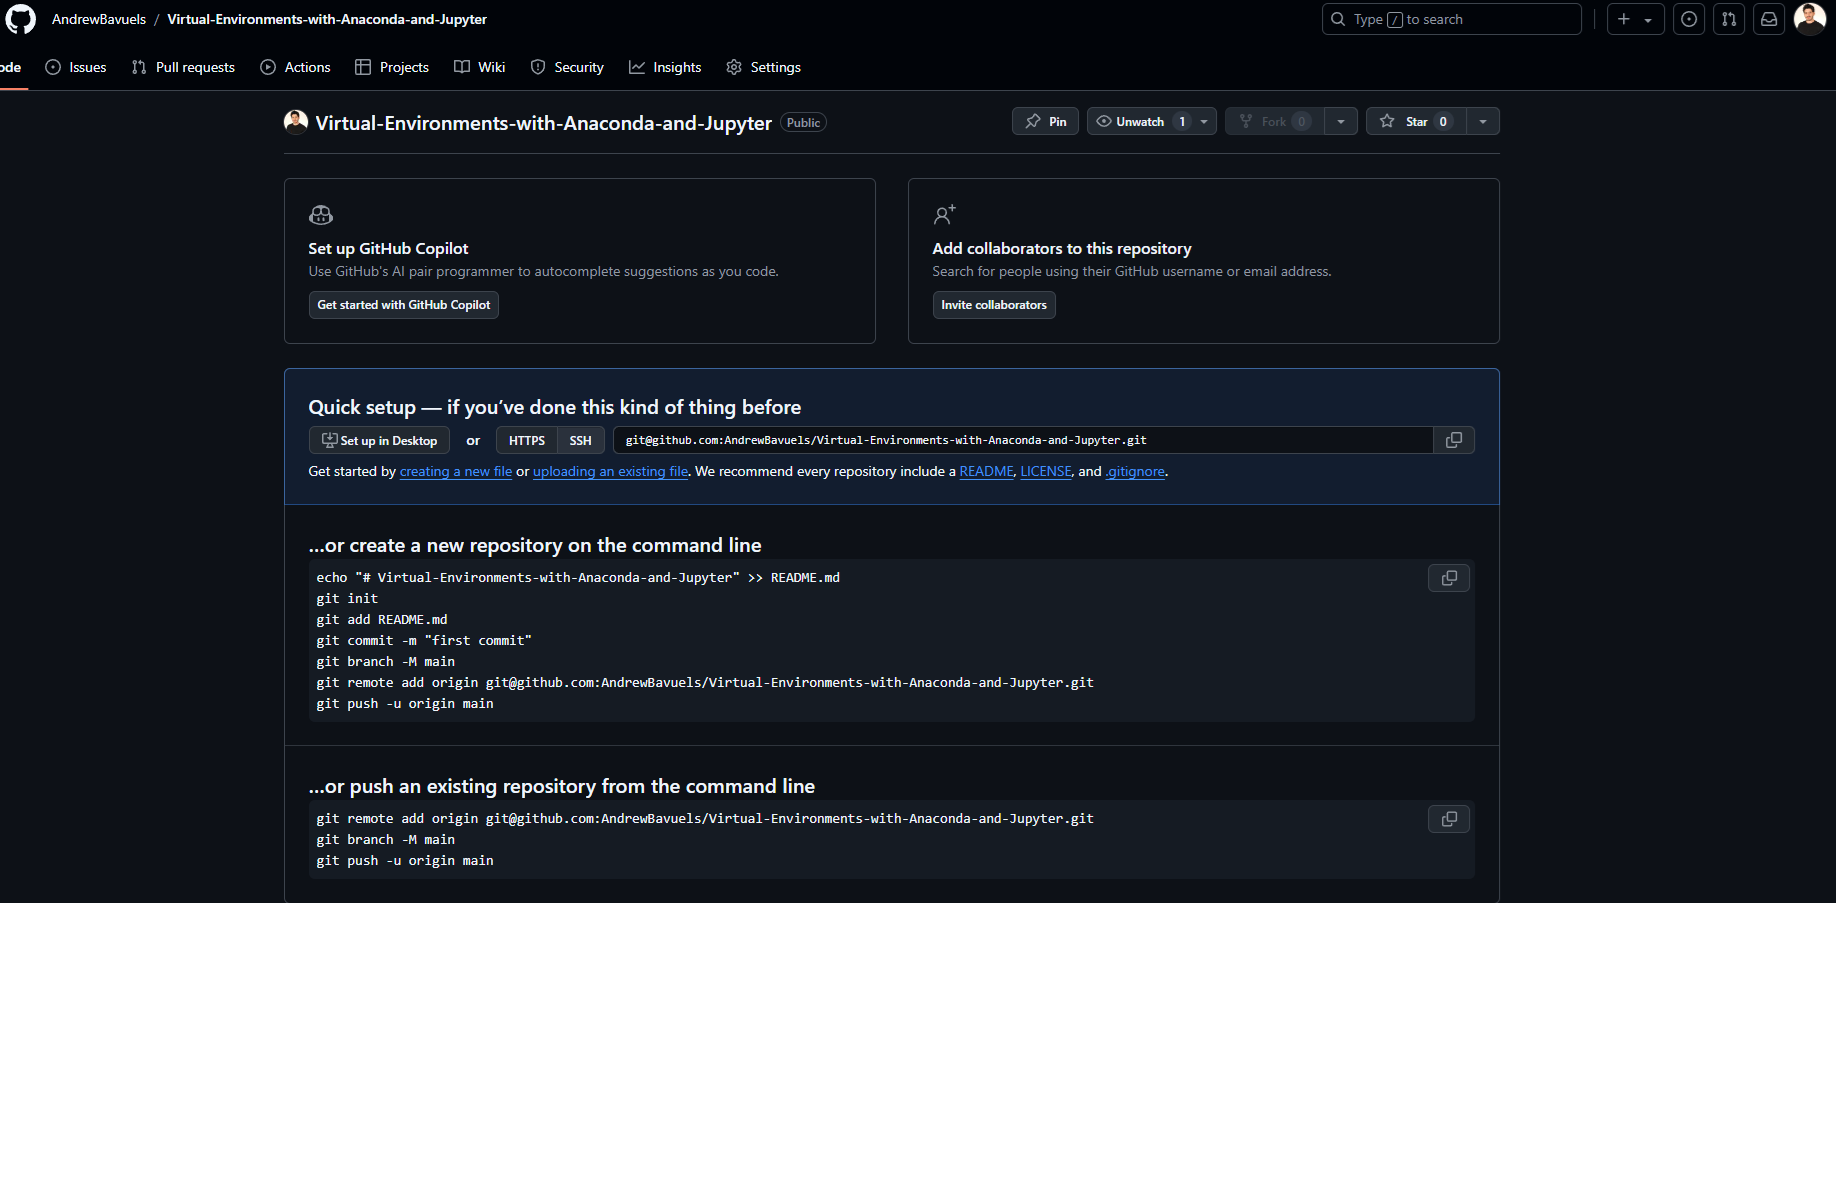 AndrewBavuels / Virtual-Environments-with-Anaconda-and-Jupyter
Type / to search
ode Issues Pull requests Actions Projects Wiki Security Insights Settings
Virtual-Environments-with-Anaconda-and-Jupyter Public
Pin Unwatch 1 Fork 0 Star 0
Set up GitHub Copilot
Use GitHub's AI pair programmer to autocomplete suggestions as you code.
Get started with GitHub Copilot
Add collaborators to this repository
Search for people using their GitHub username or email address.
Invite collaborators
Quick setup — if you’ve done this kind of thing before
Set up in Desktop or HTTPS SSH git@github.com:AndrewBavuels/Virtual-Environments-with-Anaconda-and-Jupyter.git
Get started by creating a new file or uploading an existing file. We recommend every repository include a README, LICENSE, and .gitignore.
…or create a new repository on the command line
echo "# Virtual-Environments-with-Anaconda-and-Jupyter" >> README.md
git init
git add README.md
git commit -m "first commit"
git branch -M main
git remote add origin git@github.com:AndrewBavuels/Virtual-Environments-with-Anaconda-and-Jupyter.git
git push -u origin main
…or push an existing repository from the command line
git remote add origin git@github.com:AndrewBavuels/Virtual-Environments-with-Anaconda-and-Jupyter.git
git branch -M main
git push -u origin main